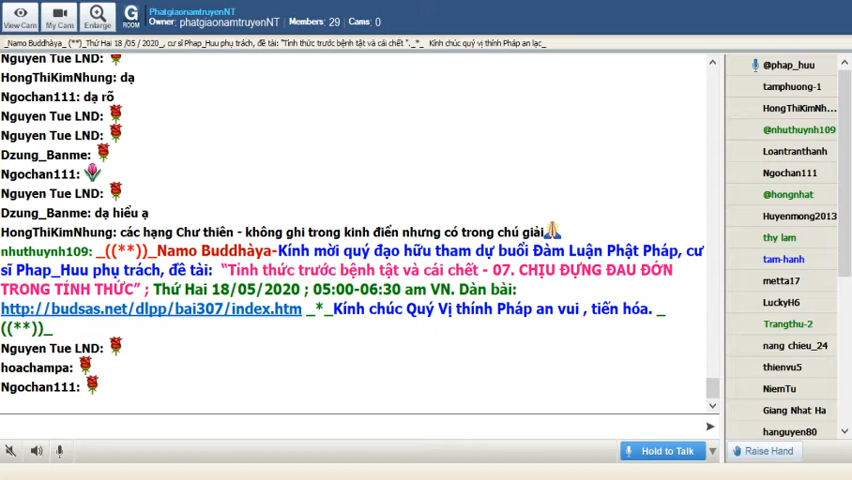 View Cam
My Cam
Enlarge
G
ROOM
PhatgiaonamtruyenNT
Owner: phatgiaonamtruyenNT Members: 29 Cams: 0
_Namo Buddhàya_ (**)_Thứ Hai 18 /05 / 2020_, cư sĩ Phap_Huu phụ trách, đề tài: "Tỉnh thức trước bệnh tật và cái chết "._*_ Kính chúc quý vị thính Pháp an lạc_
Nguyen Tue LND:
HongThiKimNhung: dạ
Ngochan111: dạ rõ
Nguyen Tue LND:
Nguyen Tue LND:
Dzung_Banme:
Ngochan111:
Nguyen Tue LND:
Dzung_Banme: dạ hiểu ạ
HongThiKimNhung: các hạng Chư thiên - không ghi trong kinh điển nhưng có trong chú giải
nhuthuynh109: _((**))_Namo Buddhàya-Kính mời quý đạo hữu tham dự buổi Đàm Luận Phật Pháp, cư
sĩ Phap_Huu phụ trách, đề tài: “Tỉnh thức trước bệnh tật và cái chết - 07. CHỊU ĐỰNG ĐAU ĐỚN
TRONG TỈNH THỨC” ; Thứ Hai 18/05/2020 ; 05:00-06:30 am VN. Dàn bài:
http://budsas.net/dlpp/bai307/index.htm _*_Kính chúc Quý Vị thính Pháp an vui , tiến hóa. _
((**))_
Nguyen Tue LND:
hoachampa:
Ngochan111:
Hold to Talk
@phap_huu
tamphuong-1
HongThiKimNh...
@nhuthuynh109
Loantranthanh
Ngochan111
@hongnhat
Huyenmong2013
thy lam
tam-hanh
metta17
LuckyH6
Trangthu-2
nang chieu_24
thienvu5
NiemTu
Giang Nhat Ha
hanguyen80
Raise Hand